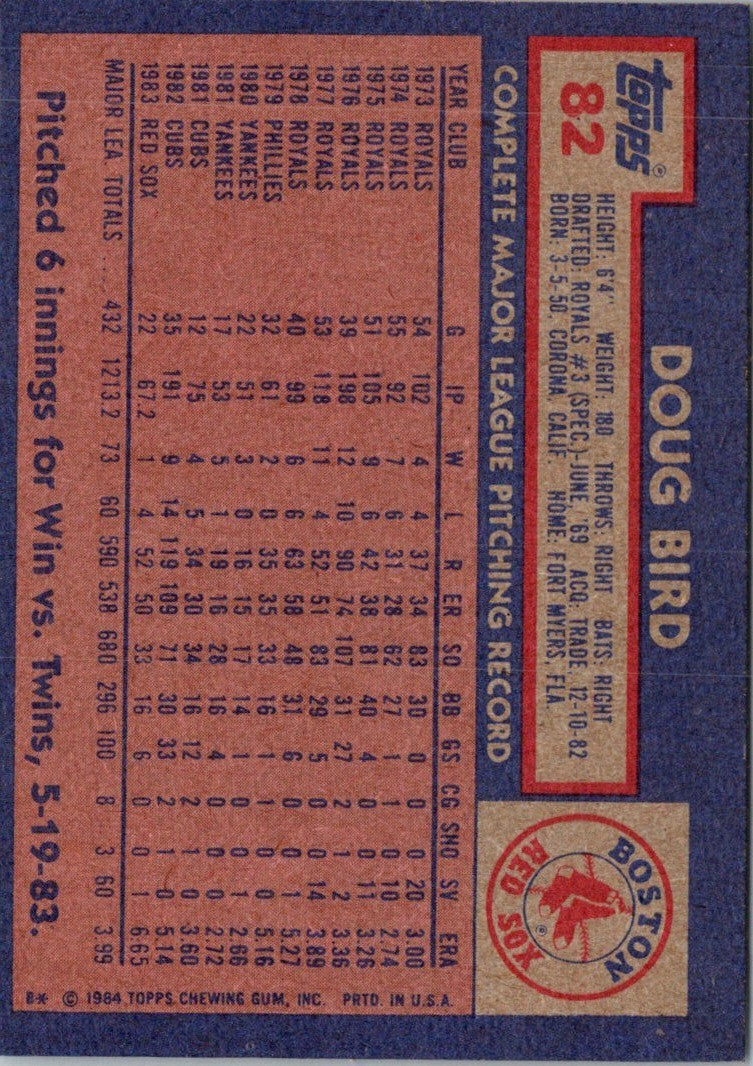 Topps®
82
DOUG BIRD
HEIGHT: 6'4" WEIGHT: 180 THROWS: RIGHT BATS: RIGHT
DRAFTED: ROYALS #3 (SPEC.)-JUNE, '69 ACQ: TRADE 12-10-82
BORN: 3-5-50, CORONA, CALIF. HOME: FORT MYERS, FLA.
BOSTON RED SOX ®
COMPLETE MAJOR LEAGUE PITCHING RECORD
YEAR CLUB G IP W L R ER SO BB GS CG SHO SV ERA
1973 ROYALS 54 102 4 4 37 34 83 30 0 0 0 20 3.00
1974 ROYALS 55 92 7 6 31 28 62 27 1 1 0 10 2.74
1975 ROYALS 51 105 9 6 42 38 81 40 4 0 0 11 3.26
1976 ROYALS 39 198 12 10 90 74 107 31 27 2 1 2 3.36
1977 ROYALS 53 118 11 4 52 51 83 29 5 0 0 14 3.89
1978 ROYALS 40 99 6 6 63 58 48 31 6 0 0 1 5.27
1979 PHILLIES 32 61 2 0 35 35 33 16 1 1 0 0 5.16
1980 YANKEES 22 51 3 0 16 15 17 14 1 0 0 1 2.66
1981 YANKEES 17 53 5 1 19 16 28 16 4 0 0 0 2.72
1981 CUBS 12 75 4 5 34 30 34 16 12 2 1 0 3.60
1982 CUBS 35 191 9 14 119 109 71 30 33 2 1 0 5.14
1983 RED SOX 22 67.2 1 4 52 50 33 16 6 0 0 1 6.65
MAJOR LEA. TOTALS .... 432 1213.2 73 60 590 538 680 296 100 8 3 60 3.99
Pitched 6 innings for Win vs. Twins, 5-19-83.
B-X © 1984 TOPPS CHEWING GUM, INC. PRTD. IN U.S.A.